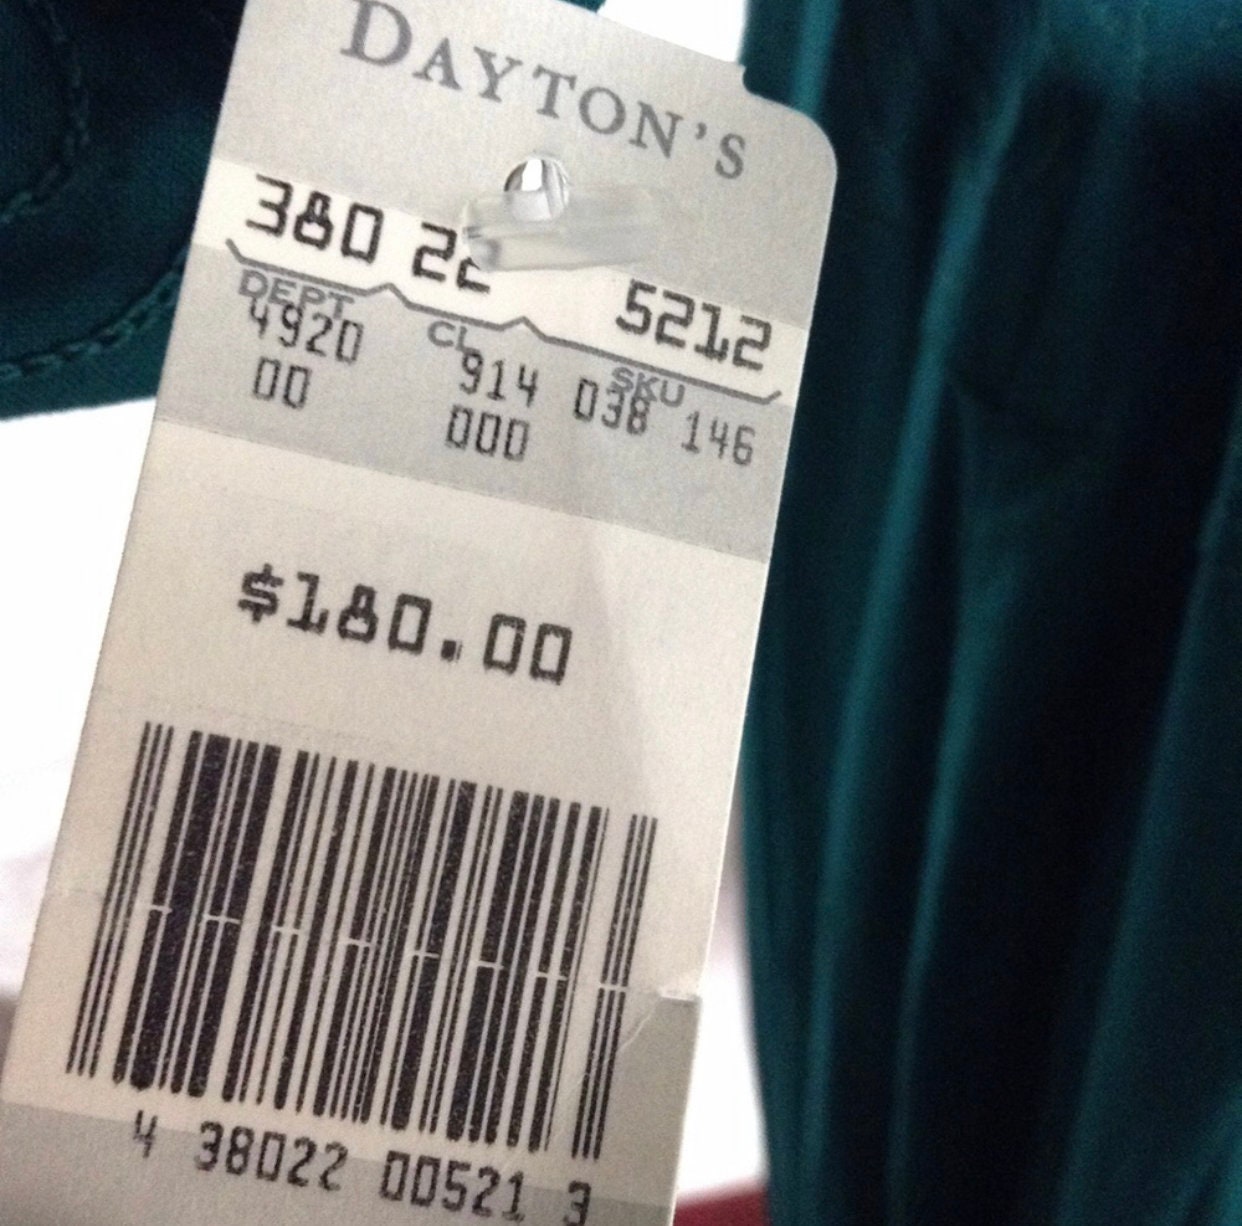 DAYTON'S
380 22 5212
DEPT CL SKU
4920 914 038 146
00 000
$180.00
4 38022 00521 3